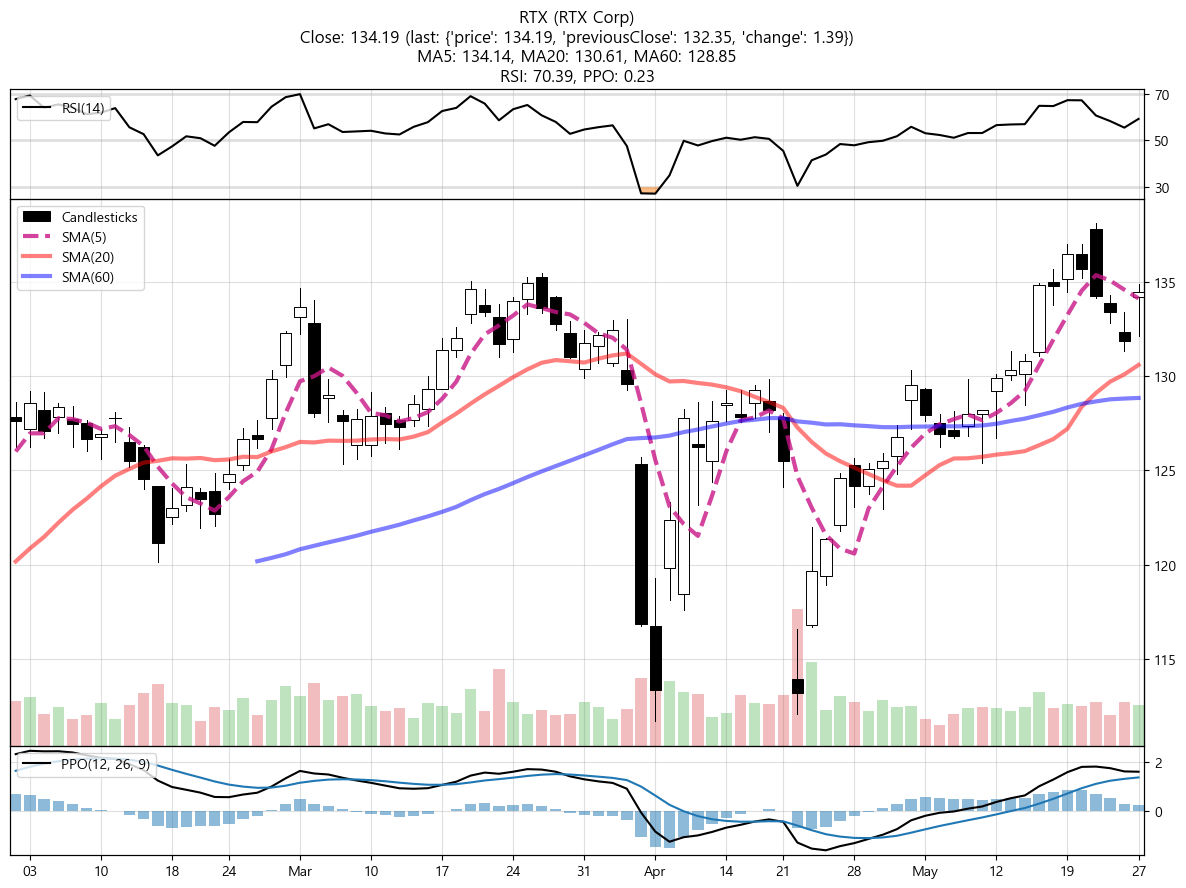 RTX (RTX Corp)
Close: 134.19 (last: {'price': 134.19, 'previousClose': 132.35, 'change': 1.39})
MA5: 134.14, MA20: 130.61, MA60: 128.85
RSI: 70.39, PPO: 0.23
RSI(14)
70
50
30
Candlesticks
SMA(5)
SMA(20)
SMA(60)
135
130
125
120
115
PPO(12, 26, 9)
2
0
03 10 18 24 Mar 10 17 24 31 Apr 14 21 28 May 12 19 27